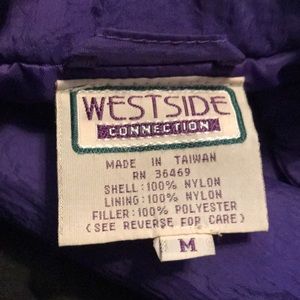 WESTSIDE
CONNECTION
MADE IN TAIWAN
RN 36469
SHELL:100% NYLON
LINING:100% NYLON
FILLER:100% POLYESTER
(SEE REVERSE FOR CARE)
M